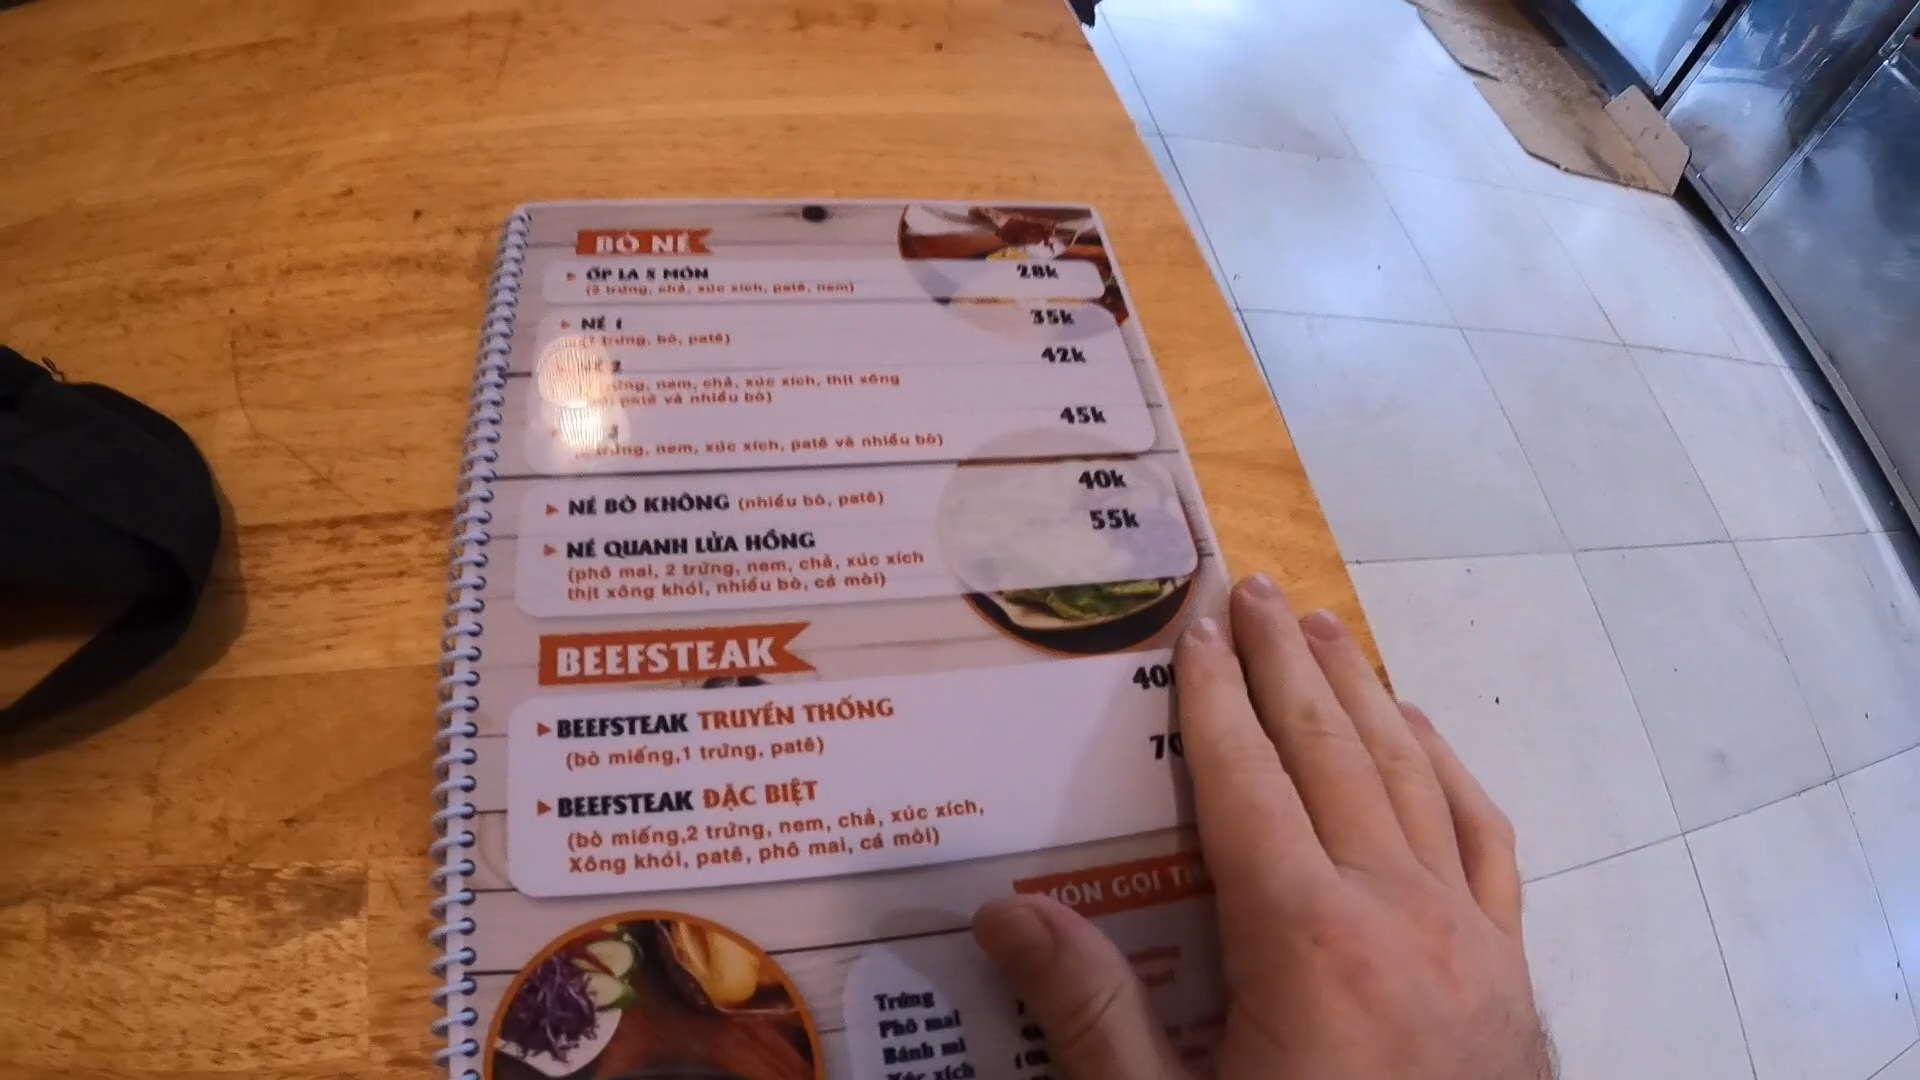 BÒ NÉ
ỐP LA 5 MÓN 28k
trứng, chả, xúc xích, patê, nem)
NÉ 1 35k
trứng, bò, patê)
2 42k
nem, chả, xúc xích, thịt xông
patê và nhiều bò)
45k
nem, xúc xích, patê và nhiều bò)
NÉ BÒ KHÔNG (nhiều bò, patê) 40k
NÉ QUANH LỬA HỒNG 55k
(phô mai, 2 trứng, nem, chả, xúc xích
thịt xông khói, nhiều bò, cá mòi)
BEEFSTEAK
BEEFSTEAK TRUYỀN THỐNG
(bò miếng,1 trứng, patê)
BEEFSTEAK ĐẶC BIỆT
(bò miếng,2 trứng, nem, chả, xúc xích,
Xông khói, patê, phô mai, cá mòi)
MÓN GỌI
Trứng
Phô mai
Bánh mì
Xúc xích